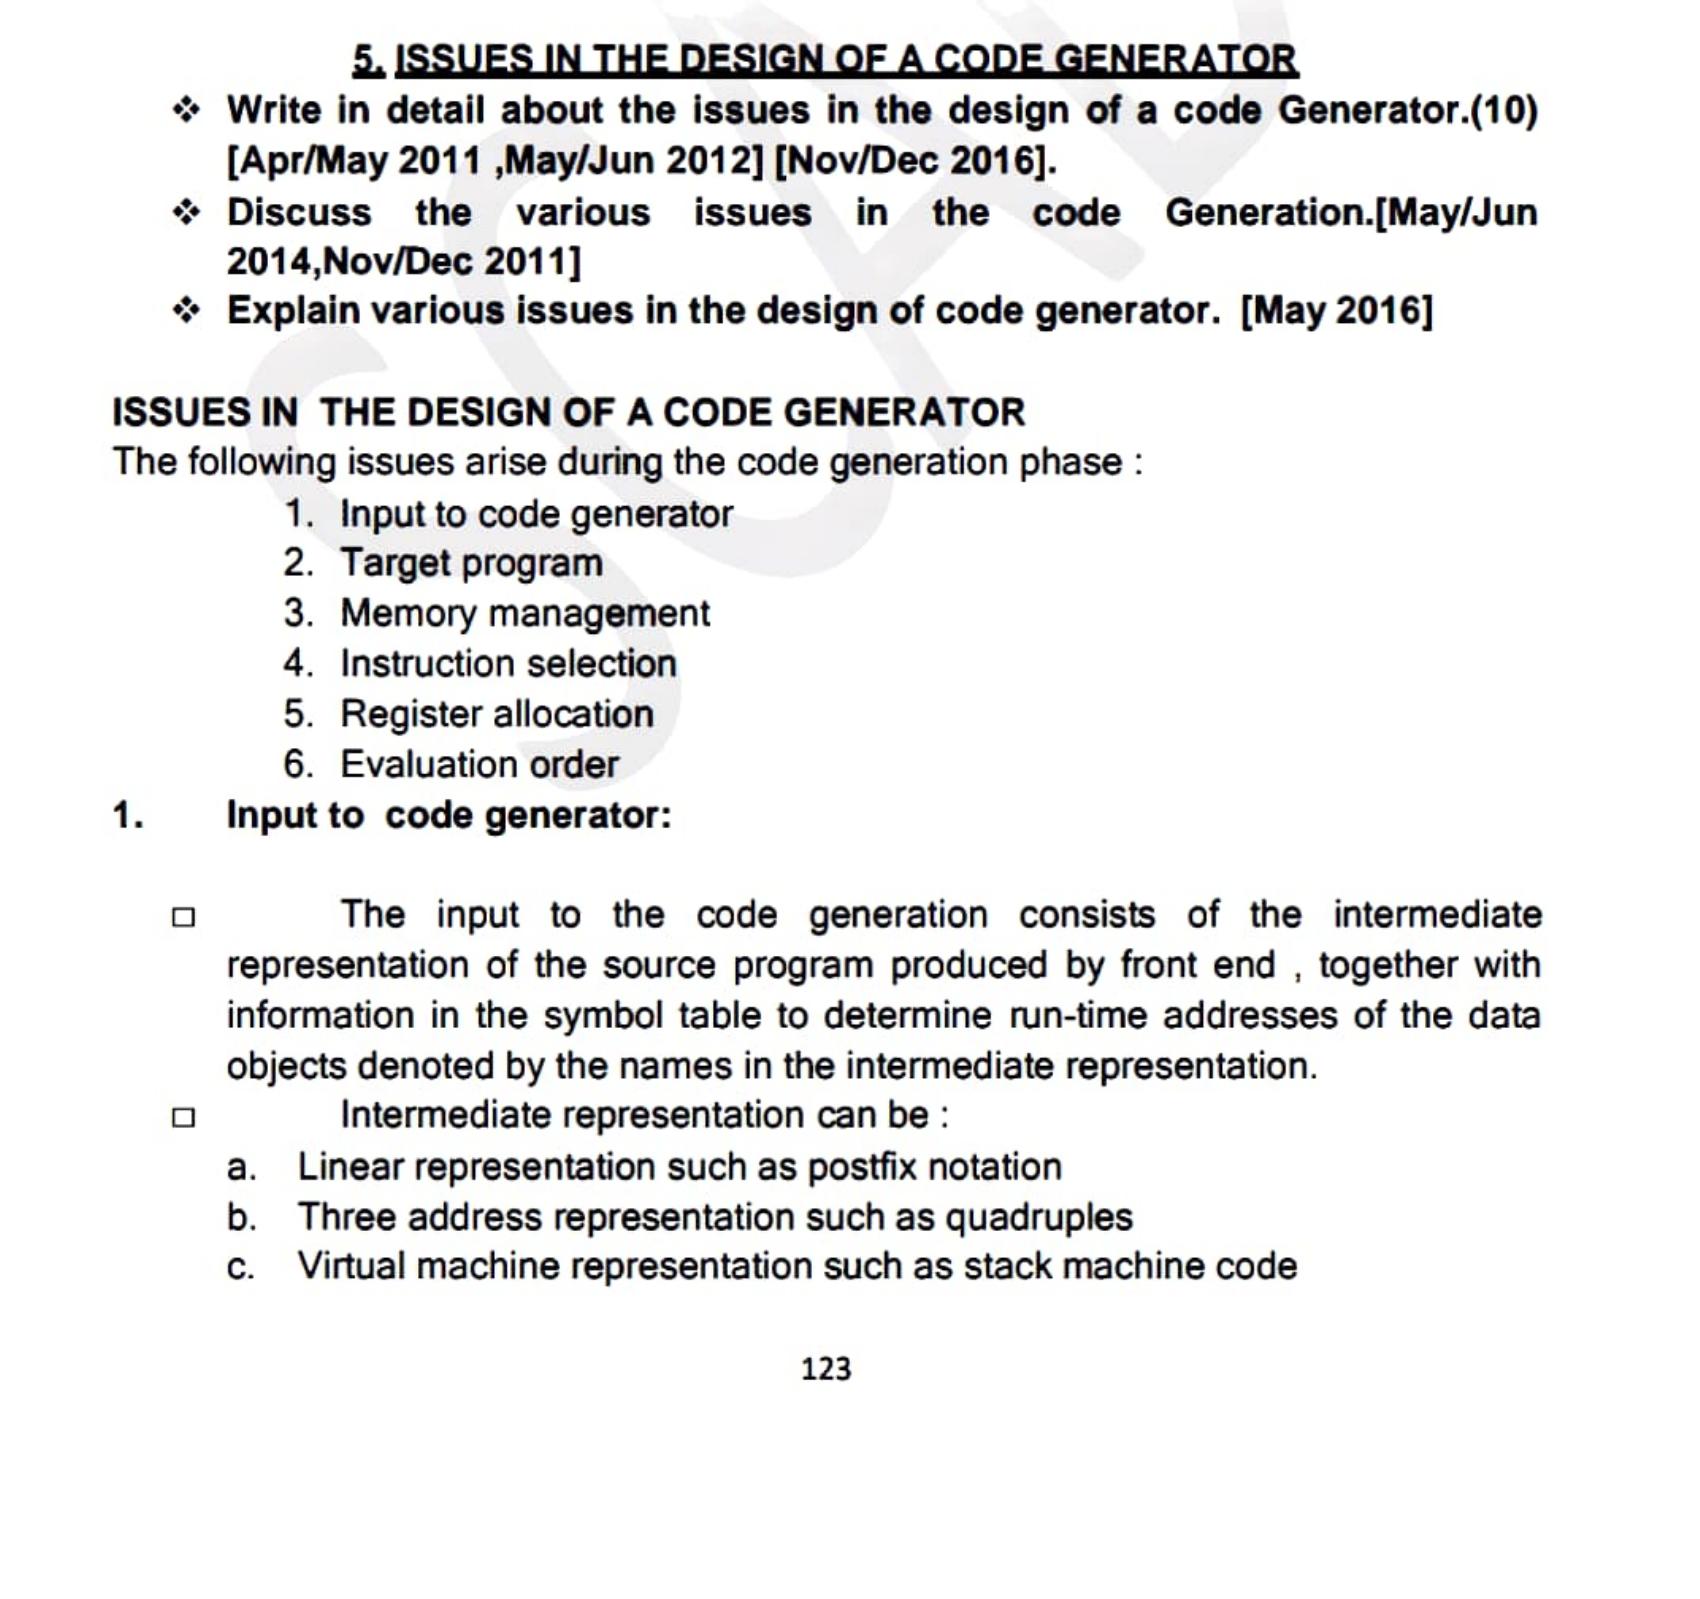 5. ISSUES IN THE DESIGN OF A CODE GENERATOR
❖ Write in detail about the issues in the design of a code Generator.(10)
[Apr/May 2011 ,May/Jun 2012] [Nov/Dec 2016].
❖ Discuss the various issues in the code Generation.[May/Jun
2014,Nov/Dec 2011]
❖ Explain various issues in the design of code generator. [May 2016]
ISSUES IN THE DESIGN OF A CODE GENERATOR
The following issues arise during the code generation phase :
1. Input to code generator
2. Target program
3. Memory management
4. Instruction selection
5. Register allocation
6. Evaluation order
1. Input to code generator:
□ The input to the code generation consists of the intermediate
representation of the source program produced by front end , together with
information in the symbol table to determine run-time addresses of the data
objects denoted by the names in the intermediate representation.
□ Intermediate representation can be :
a. Linear representation such as postfix notation
b. Three address representation such as quadruples
c. Virtual machine representation such as stack machine code
123